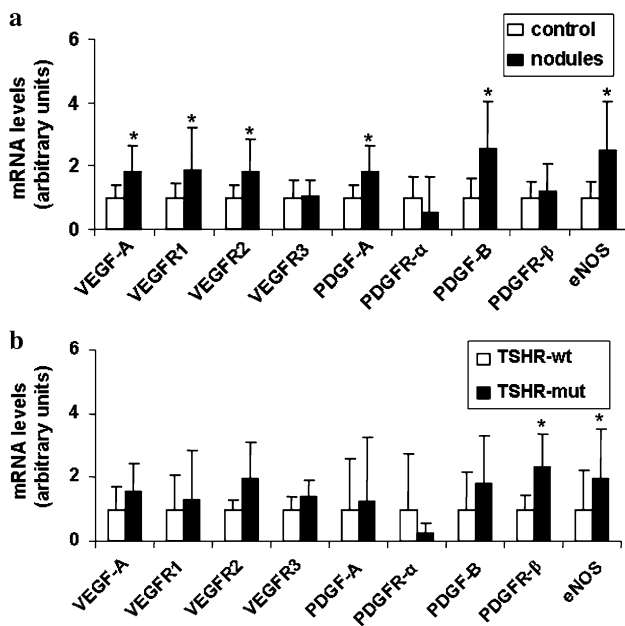 a
control
nodules
mRNA levels
(arbitrary units)
6
4
2
0
* * * * * *
VEGF-A VEGFR1 VEGFR2 VEGFR3 PDGF-A PDGFR-α PDGF-B PDGFR-β eNOS
b
TSHR-wt
TSHR-mut
mRNA levels
(arbitrary units)
6
4
2
0
* *
VEGF-A VEGFR1 VEGFR2 VEGFR3 PDGF-A PDGFR-α PDGF-B PDGFR-β eNOS